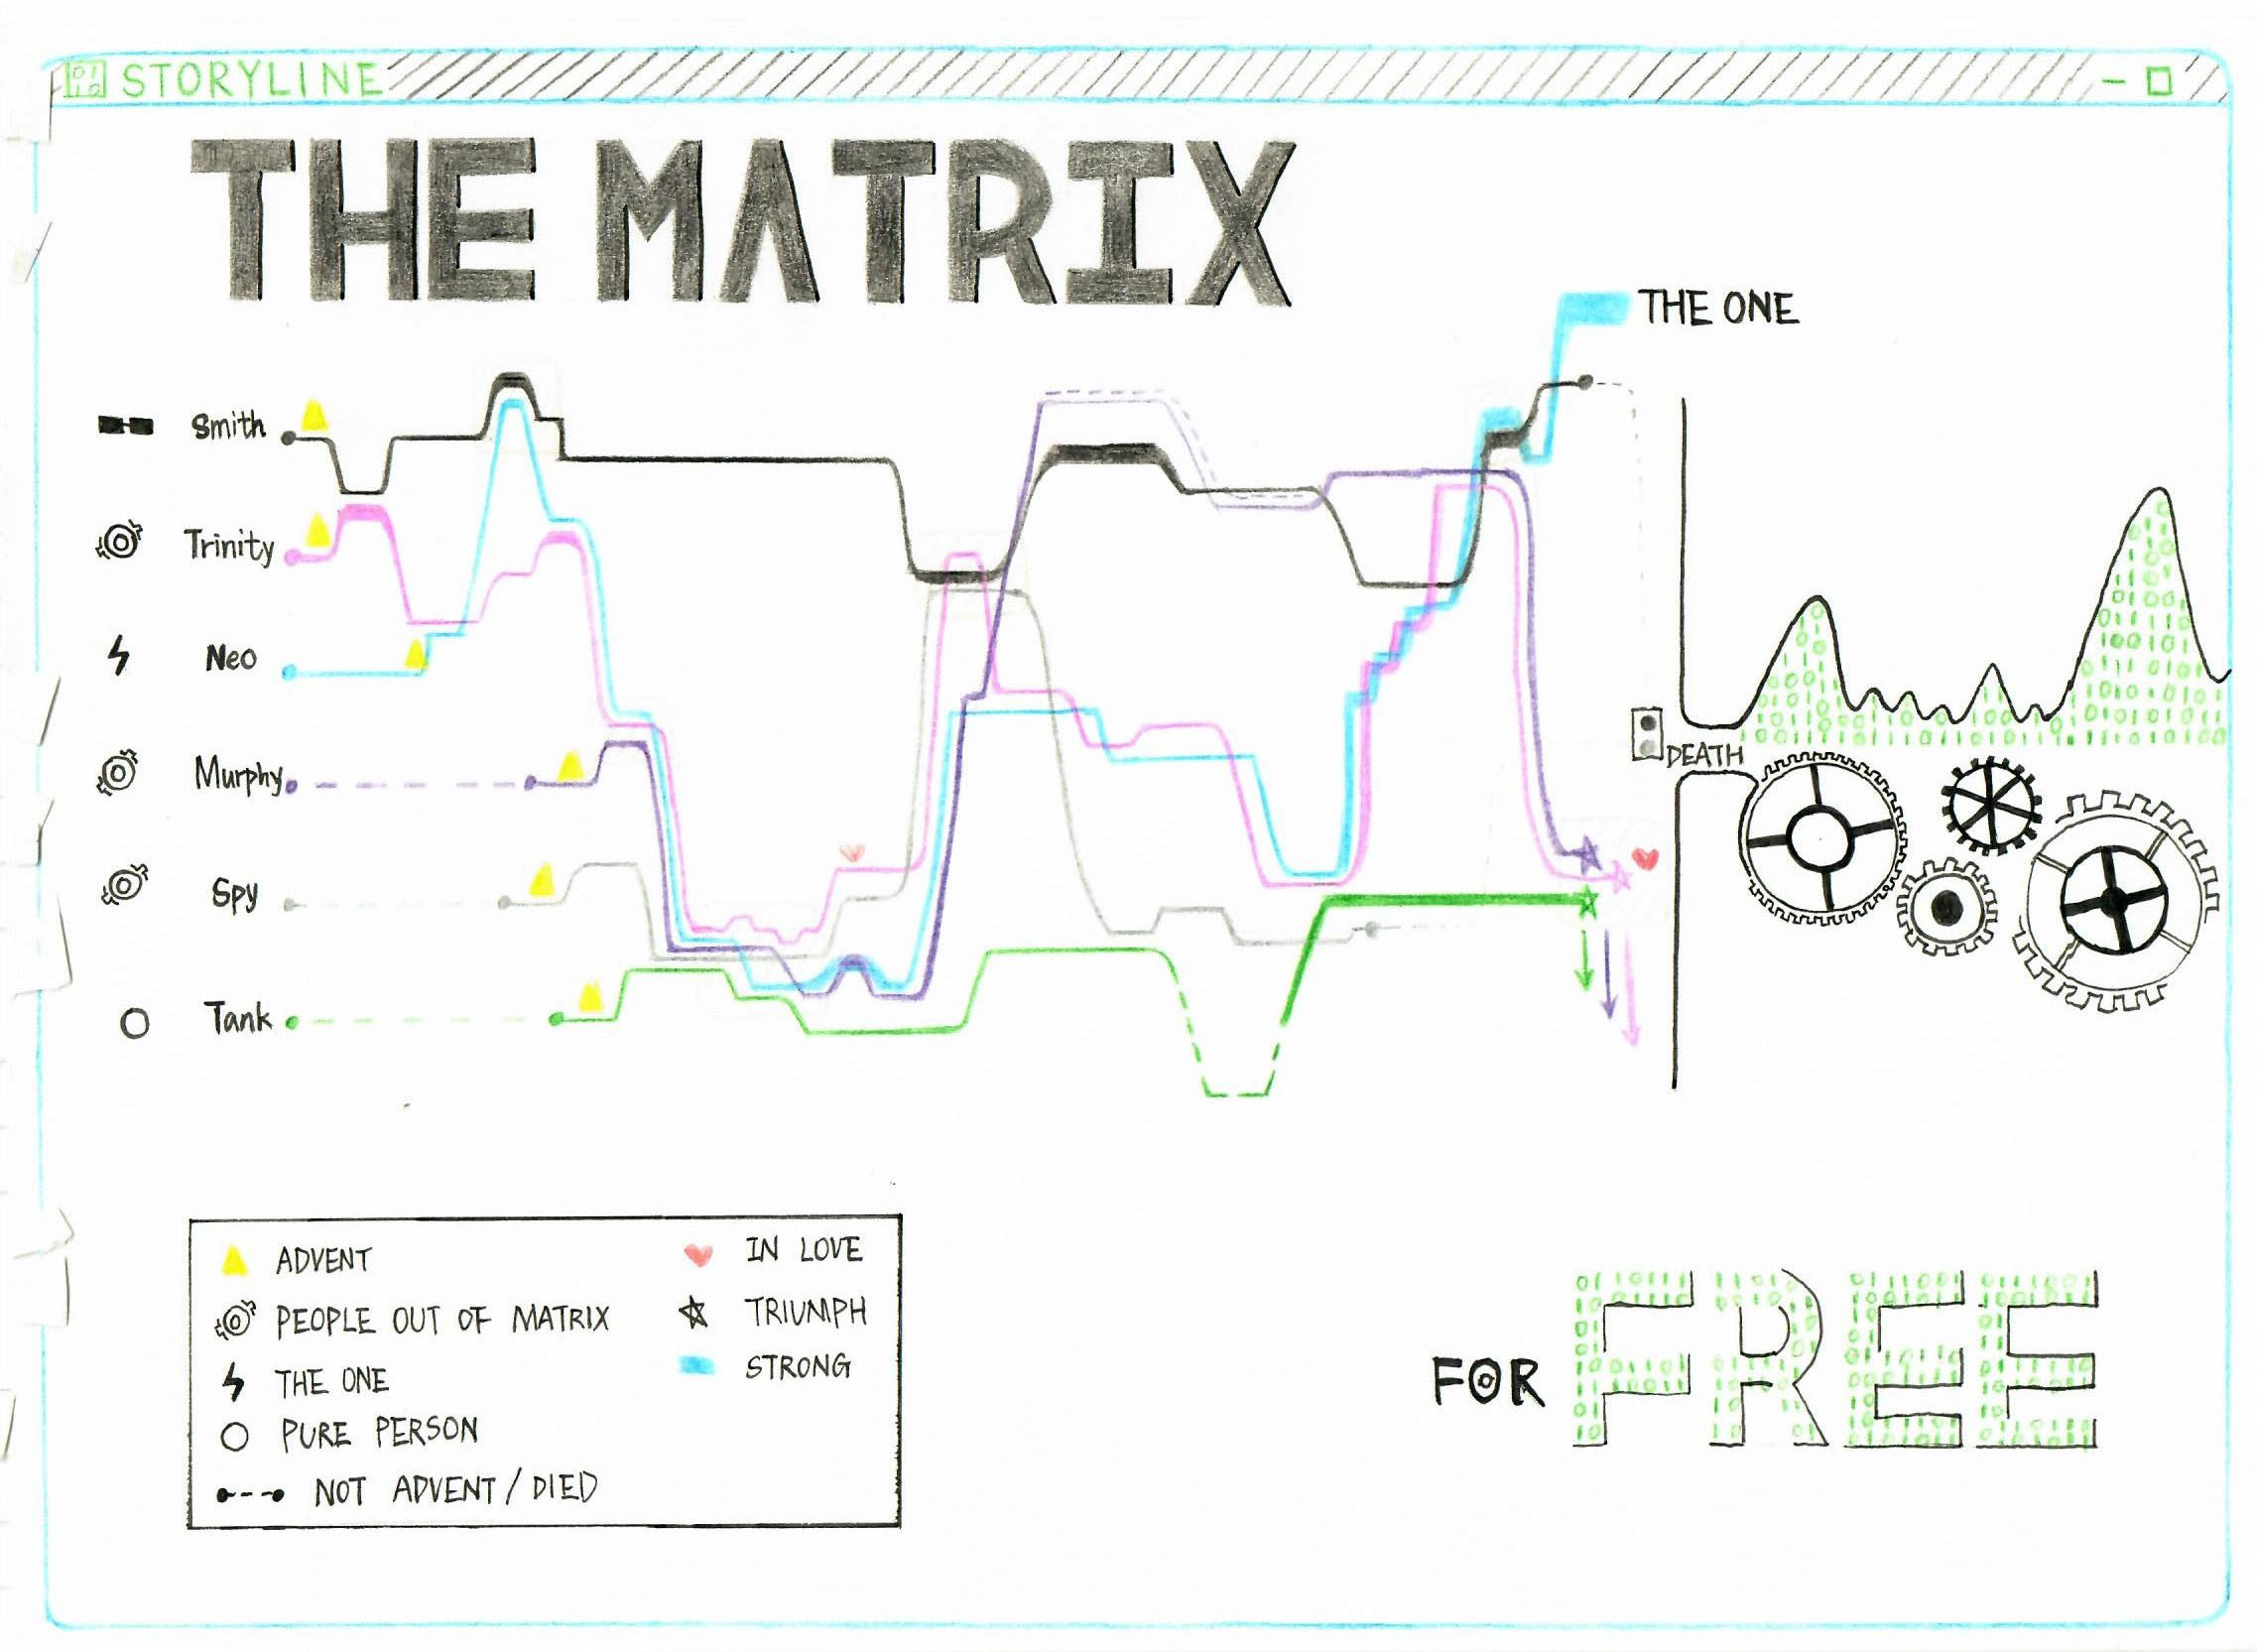 STORYLINE
THE MATRIX
THE ONE
Smith
Trinity
Neo
Murphy
Spy
Tank
DEATH
ADVENT
PEOPLE OUT OF MATRIX
THE ONE
PURE PERSON
NOT ADVENT / DIED
IN LOVE
TRIUMPH
STRONG
FOR FREE